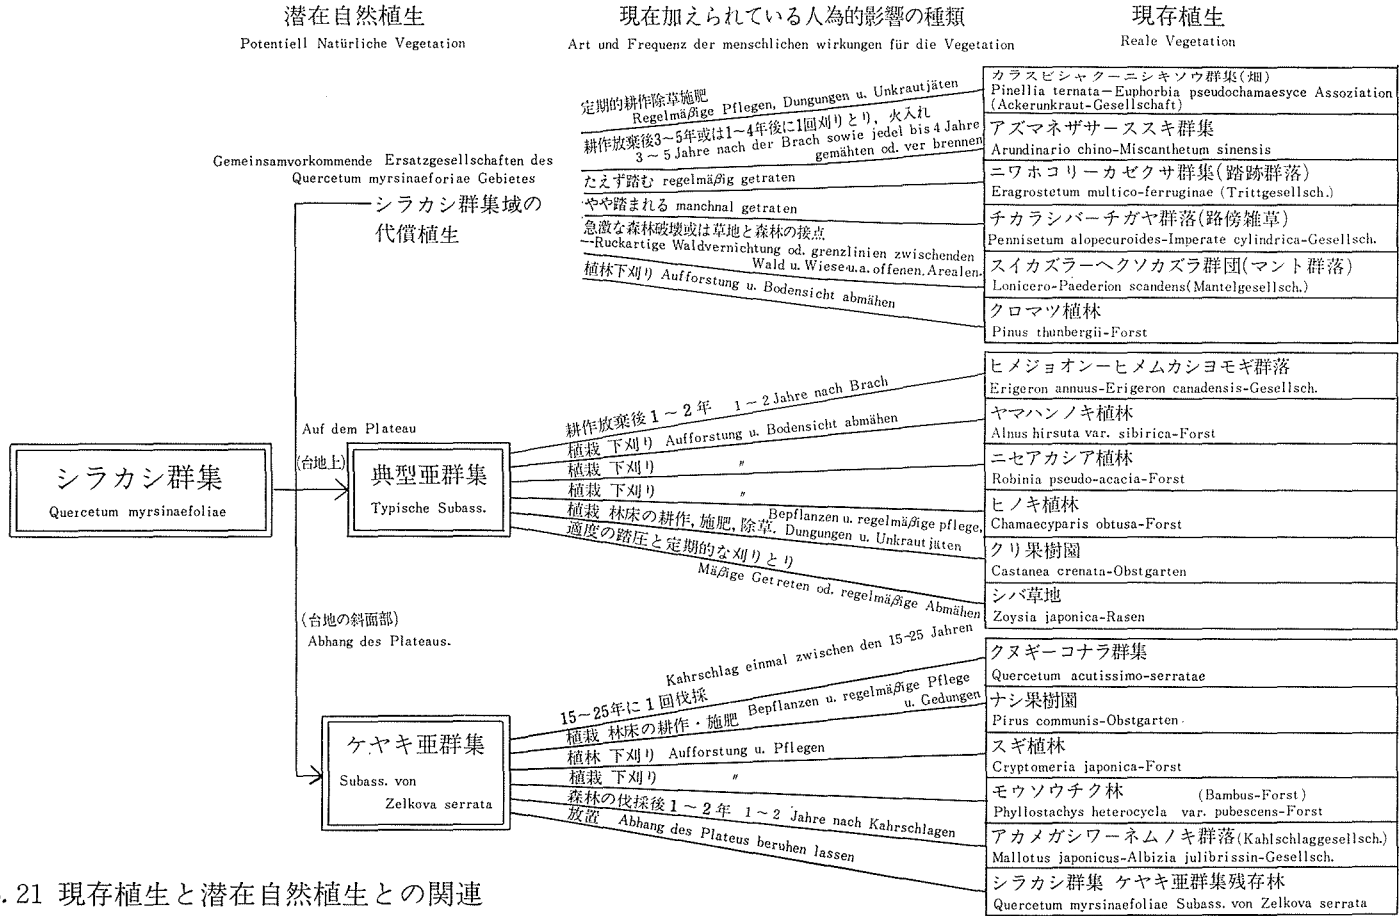 潜在自然植生
Potentiell Natürliche Vegetation
現在加えられている人為的影響の種類
Art und Frequenz der menschlichen wirkungen für die Vegetation
現存植生
Reale Vegetation
Gemeinsamvorkommende Ersatzgesellschaften des
Quercetum myrsinaeforiae Gebietes
シラカシ群集域の
代償植生
定期的耕作除草施肥
Regelmäßige Pflegen, Dungungen u. Unkrautjäten
耕作放棄後3~5年或は1~4年後に1回刈りとり，火入れ
3~5 Jahre nach der Brach sowie jedel bis 4 Jahre
gemähten od. ver brennen
たえず踏む regelmäßig getraten
やや踏まれる manchnal getraten
急激な森林破壊或は草地と森林の接点
Ruckartige Waldvernichtung od. grenzlinien zwischenden
Wald u. Wiese u.a. offenen Arealen.
植林下刈り Aufforstung u. Bodensicht abmähen
カラスビシャクーニシキソウ群集(畑)
Pinellia ternata-Euphorbia pseudochamaesyce Assoziation
(Ackerunkraut-Gesellschaft)
アズマネザサーススキ群集
Arundinario chino-Miscanthetum sinensis
ニワホコリーカゼクサ群集(踏跡群落)
Eragrostetum multico-ferruginae (Trittgesellsch.)
チカラシバーチガヤ群落(路傍雑草)
Pennisetum alopecuroides-Imperate cylindrica-Gesellsch.
スイカズラーヘクソカズラ群団(マント群落)
Lonicero-Paederion scandens(Mantelgesellsch.)
クロマツ植林
Pinus thunbergii-Forst
シラカシ群集
Quercetum myrsinaefoliae
Auf dem Plateau
(台地上)
典型亜群集
Typische Subass.
耕作放棄後1~2年 1~2 Jahre nach Brach
植栽 下刈り Aufforstung u. Bodensicht abmähen
植栽 下刈り 〃
植栽 下刈り 〃
植栽 林床の耕作, 施肥, 除草. Bepflanzen u. regelmäßige pflege,
Dungungen u. Unkraut jäten
適度の踏圧と定期的な刈りとり
Mäßige Getreten od. regelmäßige Abmähen
ヒメジョオンーヒメムカシヨモギ群落
Erigeron annuus-Erigeron canadensis-Gesellsch.
ヤマハンノキ植林
Alnus hirsuta var. sibirica-Forst
ニセアカシア植林
Robinia pseudo-acacia-Forst
ヒノキ植林
Chamaecyparis obtusa-Forst
クリ果樹園
Castanea crenata-Obstgarten
シバ草地
Zoysia japonica-Rasen
(台地の斜面部)
Abhang des Plateaus.
ケヤキ亜群集
Subass. von
Zelkova serrata
15~25年に1回伐採 Kahrschlag einmal zwischen den 15-25 Jahren
植栽 林床の耕作・施肥 Bepflanzen u. regelmäßige Pflege
u. Gedungen
植林 下刈り Aufforstung u. Pflegen
植栽 下刈り 〃
森林の伐採後1~2年 1~2 Jahre nach Kahrschlagen
放置 Abhang des Plateus beruhen lassen
クヌギーコナラ群集
Quercetum acutissimo-serratae
ナシ果樹園
Pirus communis-Obstgarten
スギ植林
Cryptomeria japonica-Forst
モウソウチク林 (Bambus-Forst)
Phyllostachys heterocycla var. pubescens-Forst
アカメガシワーネムノキ群落(Kahlschlaggesellsch.)
Mallotus japonicus-Albizia julibrissin-Gesellsch.
シラカシ群集 ケヤキ亜群集残存林
Quercetum myrsinaefoliae Subass. von Zelkova serrata
. 21 現存植生と潜在自然植生との関連